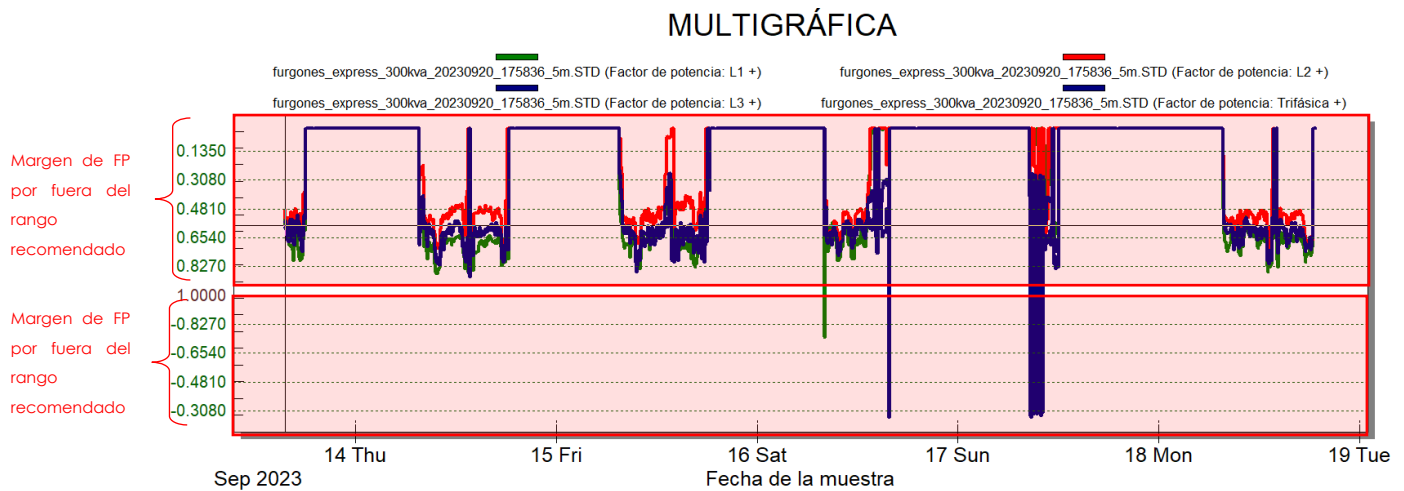 MULTIGRÁFICA
furgones_express_300kva_20230920_175836_5m.STD (Factor de potencia: L1 +)
furgones_express_300kva_20230920_175836_5m.STD (Factor de potencia: L2 +)
furgones_express_300kva_20230920_175836_5m.STD (Factor de potencia: L3 +)
furgones_express_300kva_20230920_175836_5m.STD (Factor de potencia: Trifásica +)
Margen de FP
por fuera del
rango
recomendado
0.1350
0.3080
0.4810
0.6540
0.8270
1.0000
Margen de FP
por fuera del
rango
recomendado
-0.8270
-0.6540
-0.4810
-0.3080
14 Thu
15 Fri
16 Sat
17 Sun
18 Mon
19 Tue
Sep 2023
Fecha de la muestra